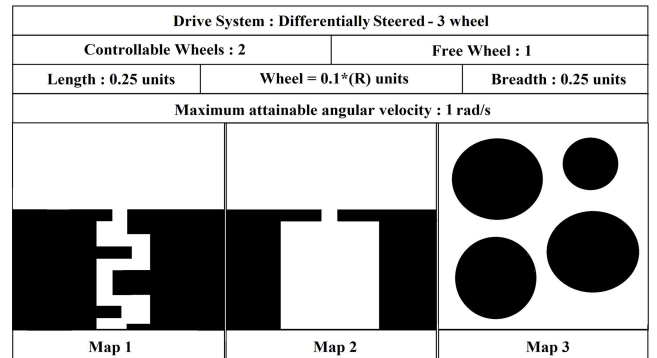 Drive System : Differentially Steered - 3 wheel
Controllable Wheels : 2 Free Wheel : 1
Length : 0.25 units Wheel = 0.1*(R) units Breadth : 0.25 units
Maximum attainable angular velocity : 1 rad/s
Map 1 Map 2 Map 3